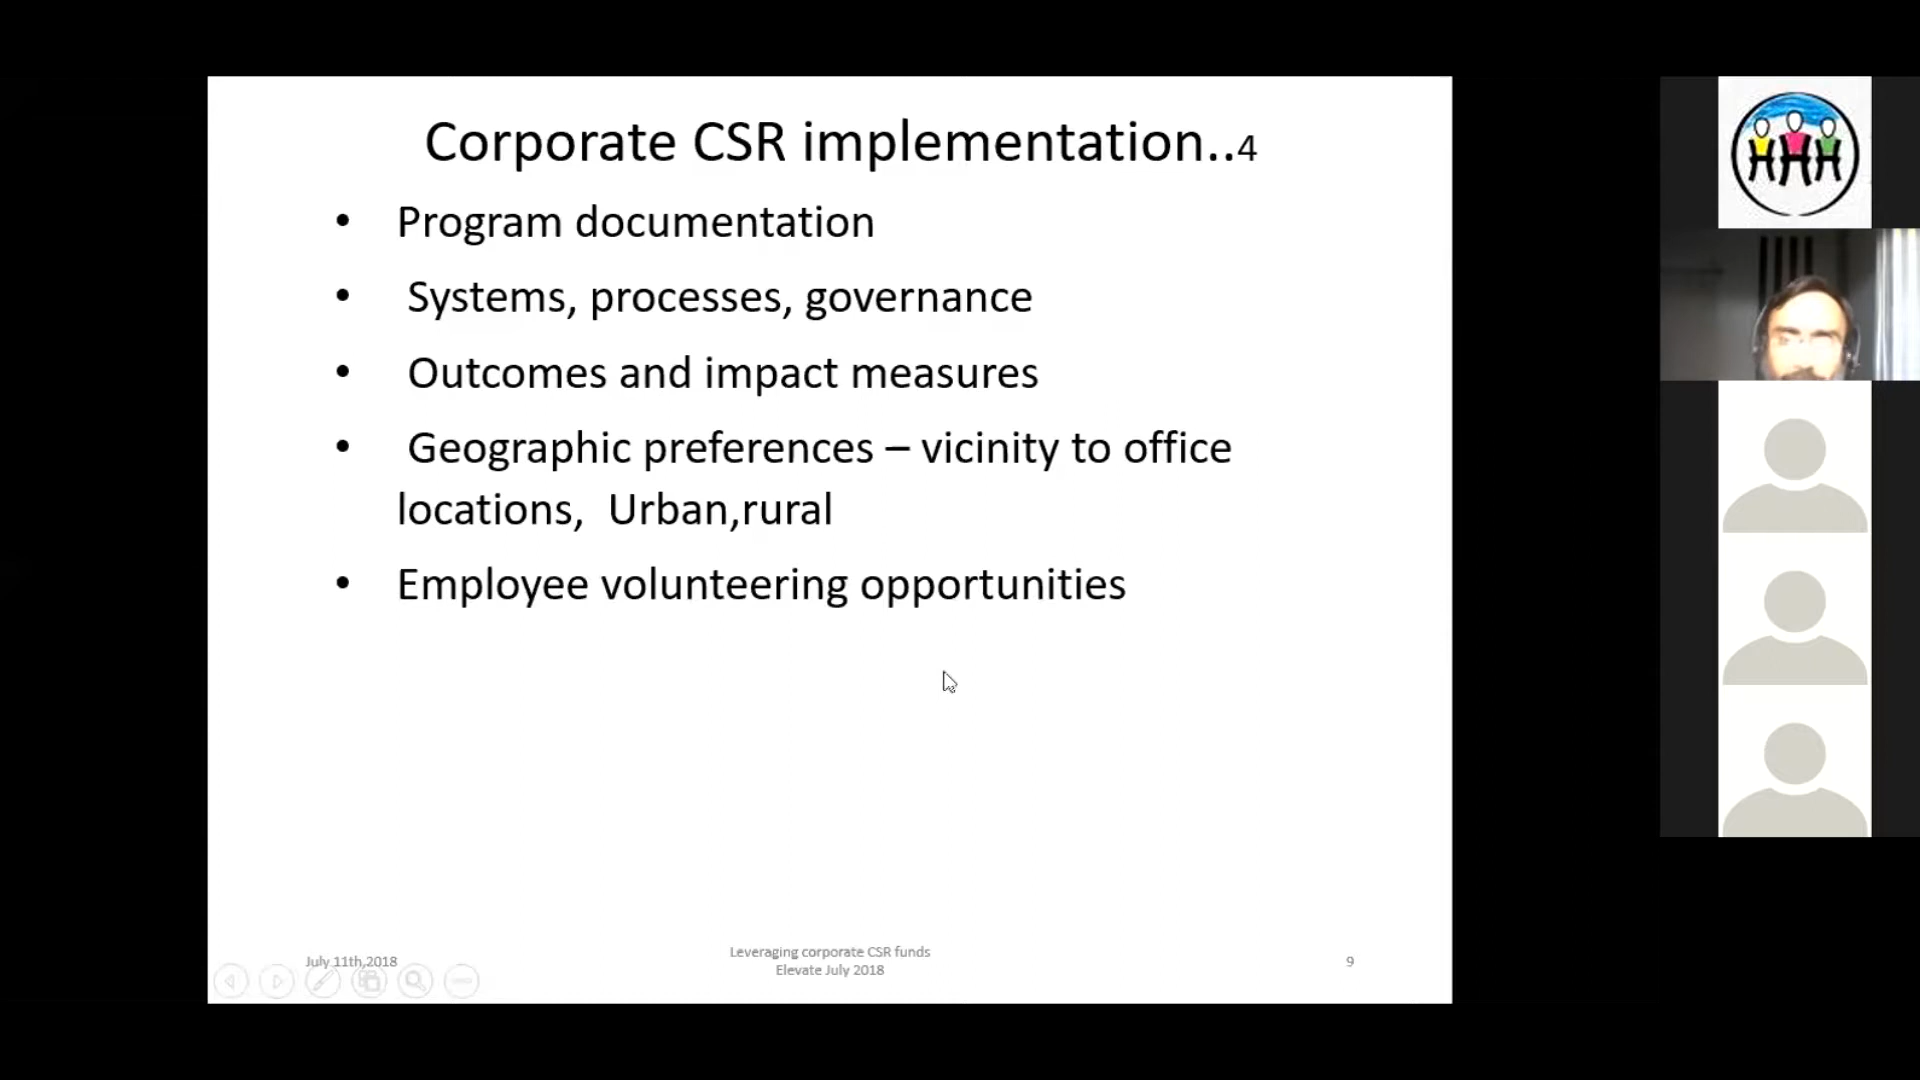 Corporate CSR implementation..4
• Program documentation
• Systems, processes, governance
• Outcomes and impact measures
• Geographic preferences – vicinity to office
locations, Urban,rural
• Employee volunteering opportunities
July 11th,2018
Leveraging corporate CSR funds
Elevate July 2018
9